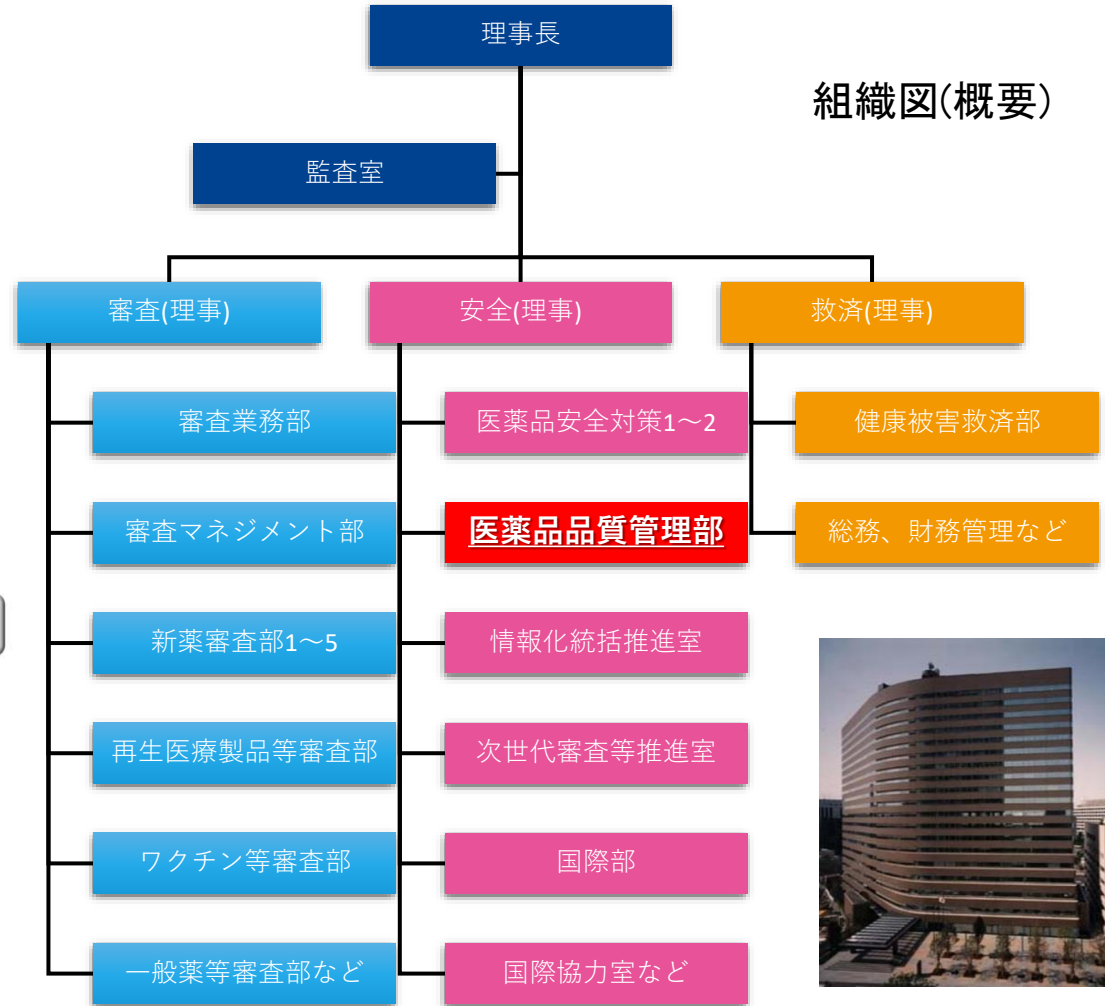 理事長
組織図(概要)
監査室
審査(理事)
安全(理事)
救済(理事)
審査業務部
医薬品安全対策1～2
健康被害救済部
審査マネジメント部
医薬品品質管理部
総務、財務管理など
新薬審査部1～5
情報化統括推進室
再生医療製品等審査部
次世代審査等推進室
ワクチン等審査部
国際部
一般薬等審査部など
国際協力室など